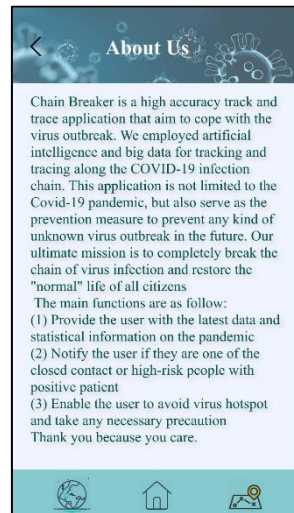 About Us
Chain Breaker is a high accuracy track and
trace application that aim to cope with the
virus outbreak. We employed artificial
intelligence and big data for tracking and
tracing along the COVID-19 infection
chain. This application is not limited to the
Covid-19 pandemic, but also serve as the
prevention measure to prevent any kind of
unknown virus outbreak in the future. Our
ultimate mission is to completely break the
chain of virus infection and restore the
"normal" life of all citizens
The main functions are as follow:
(1) Provide the user with the latest data and
statistical information on the pandemic
(2) Notify the user if they are one of the
closed contact or high-risk people with
positive patient
(3) Enable the user to avoid virus hotspot
and take any necessary precaution
Thank you because you care.